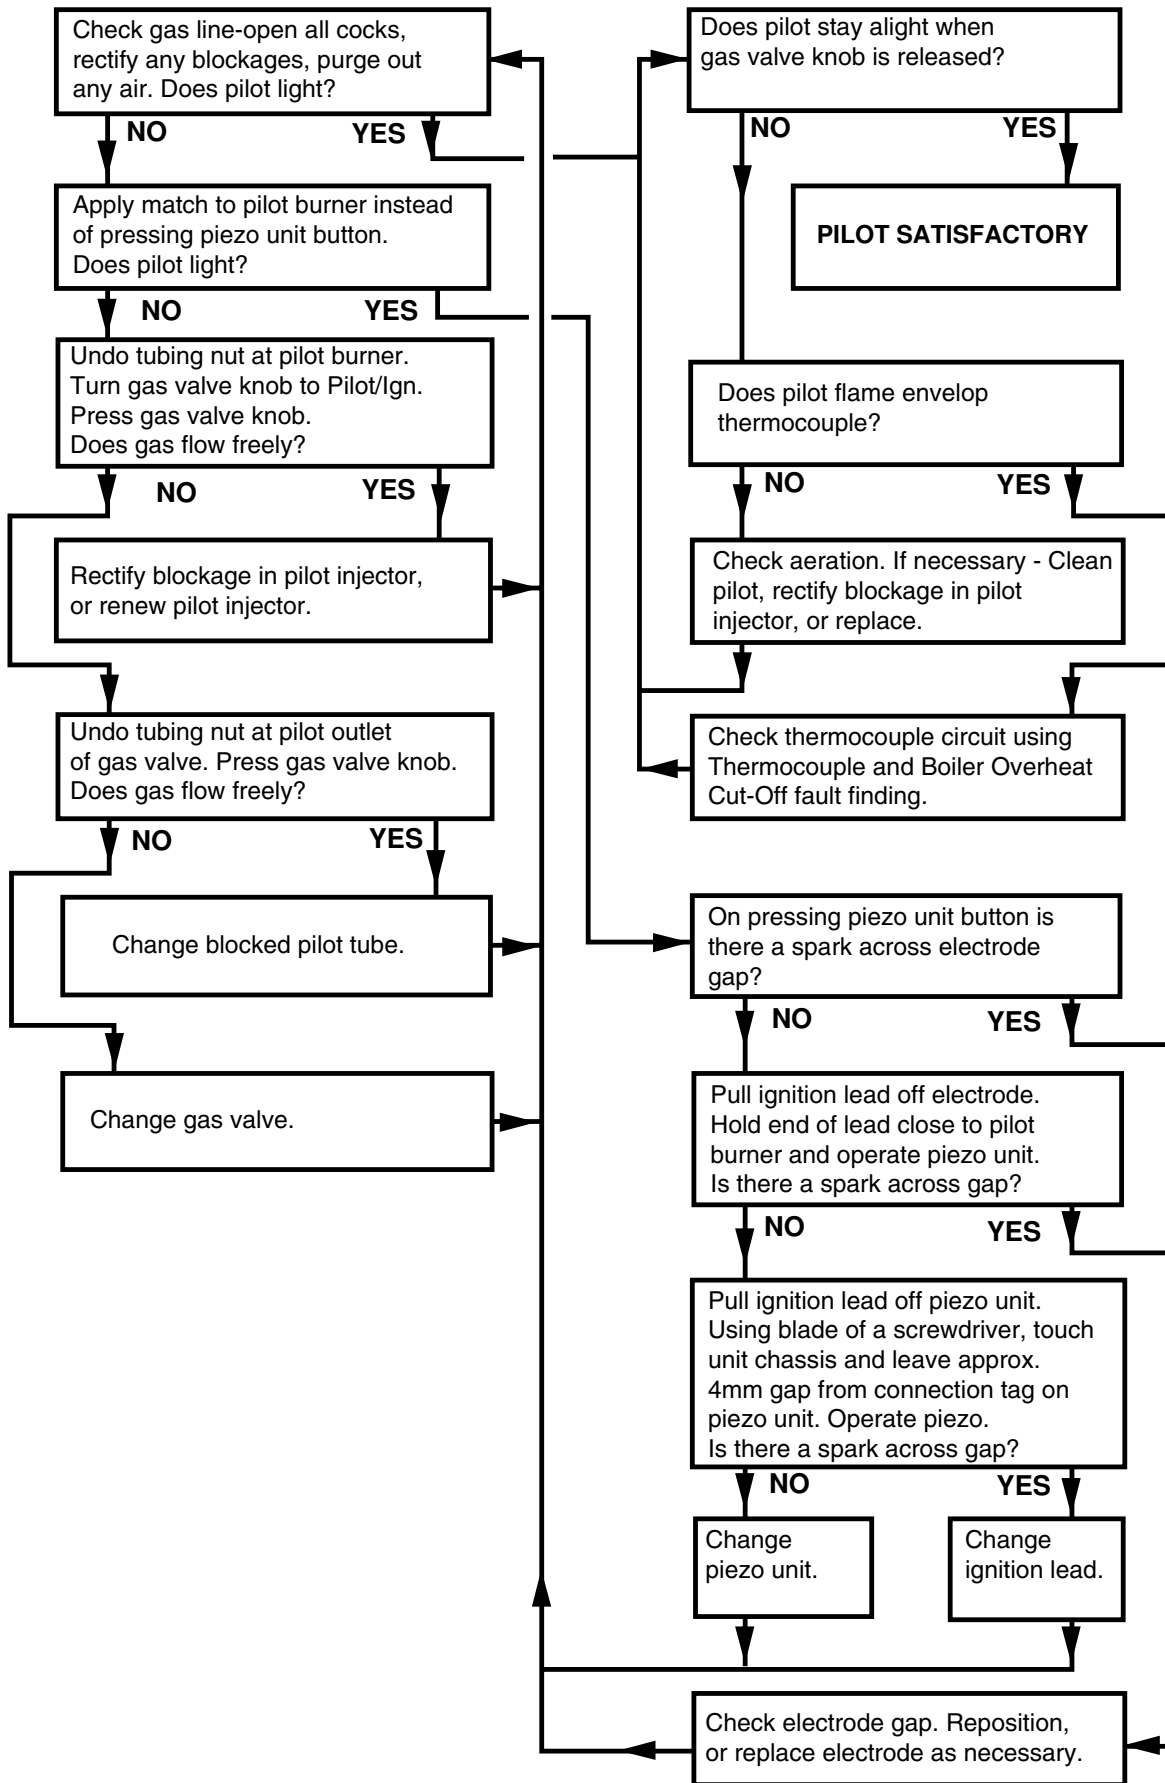 Check gas line-open all cocks,
rectify any blockages, purge out
any air. Does pilot light?
NO
YES
Apply match to pilot burner instead
of pressing piezo unit button.
Does pilot light?
NO
YES
Undo tubing nut at pilot burner.
Turn gas valve knob to Pilot/Ign.
Press gas valve knob.
Does gas flow freely?
NO
YES
Rectify blockage in pilot injector,
or renew pilot injector.
Undo tubing nut at pilot outlet
of gas valve. Press gas valve knob.
Does gas flow freely?
NO
YES
Change blocked pilot tube.
Change gas valve.
Does pilot stay alight when
gas valve knob is released?
NO
YES
PILOT SATISFACTORY
Does pilot flame envelop
thermocouple?
NO
YES
Check aeration. If necessary - Clean
pilot, rectify blockage in pilot
injector, or replace.
Check thermocouple circuit using
Thermocouple and Boiler Overheat
Cut-Off fault finding.
On pressing piezo unit button is
there a spark across electrode
gap?
NO
YES
Pull ignition lead off electrode.
Hold end of lead close to pilot
burner and operate piezo unit.
Is there a spark across gap?
NO
YES
Pull ignition lead off piezo unit.
Using blade of a screwdriver, touch
unit chassis and leave approx.
4mm gap from connection tag on
piezo unit. Operate piezo.
Is there a spark across gap?
NO
YES
Change
piezo unit.
Change
ignition lead.
Check electrode gap. Reposition,
or replace electrode as necessary.